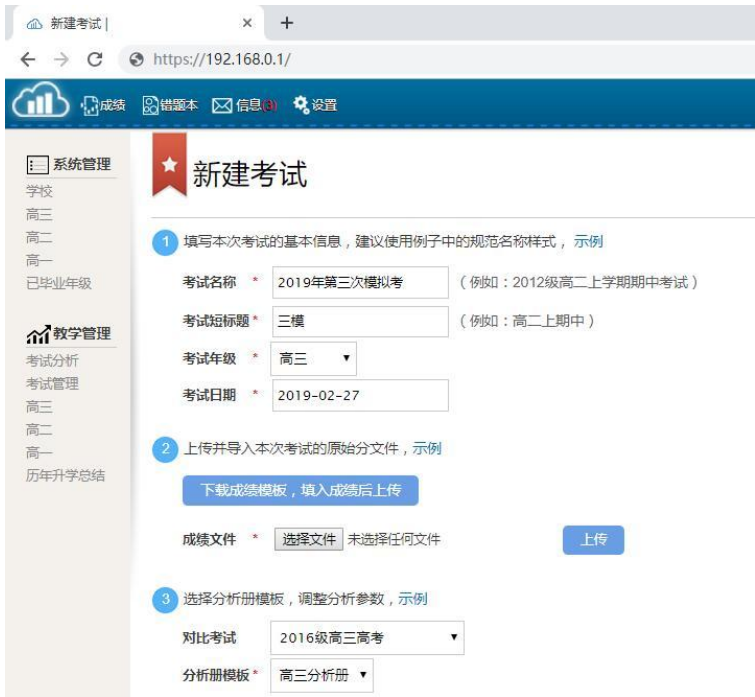 新建考试 |
https://192.168.0.1/
成绩 错题本 信息(3) 设置
系统管理
学校
高三
高二
高一
已毕业年级
教学管理
考试分析
考试管理
高三
高二
高一
历年升学总结
新建考试
1 填写本次考试的基本信息，建议使用例子中的规范名称样式， 示例
考试名称 * 2019年第三次模拟考 （例如：2012级高二上学期期中考试）
考试短标题 * 三模 （例如：高二上期中）
考试年级 * 高三
考试日期 * 2019-02-27
2 上传并导入本次考试的原始分文件，示例
下载成绩模板，填入成绩后上传
成绩文件 * 选择文件 未选择任何文件 上传
3 选择分析册模板，调整分析参数，示例
对比考试 2016级高三高考
分析册模板 * 高三分析册